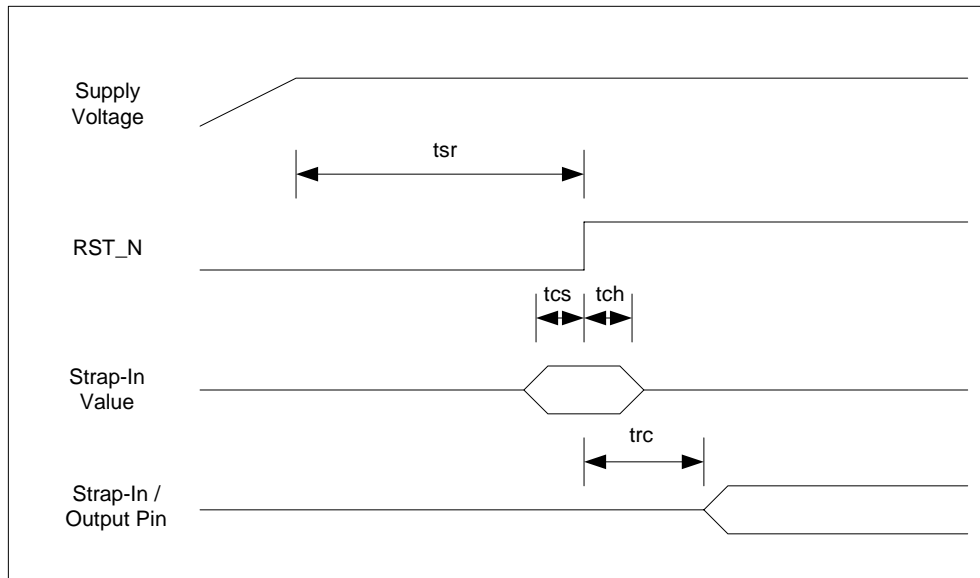 Supply
Voltage
tsr
RST_N
tcs
tch
Strap-In
Value
trc
Strap-In /
Output Pin